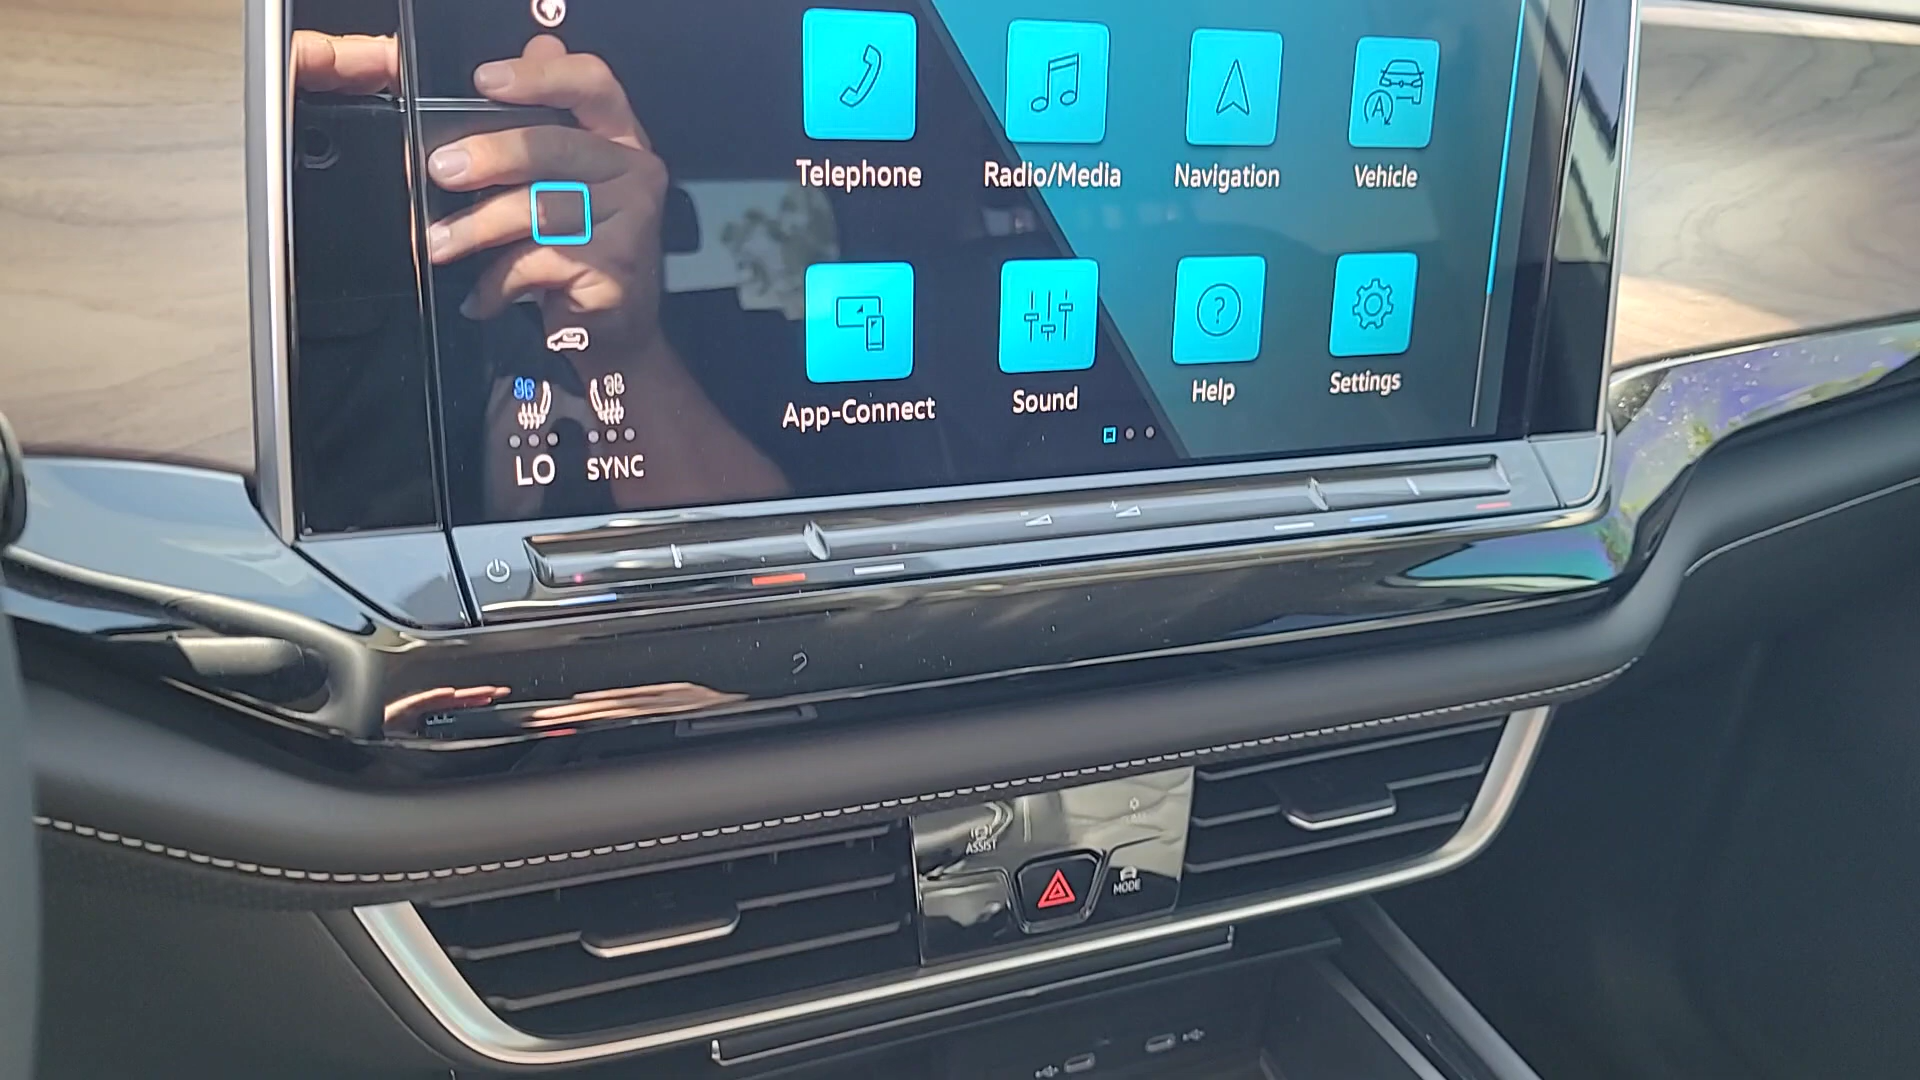 Telephone
Radio/Media
Navigation
Vehicle
App-Connect
Sound
Help
Settings
LO
SYNC
ASSIST
MODE